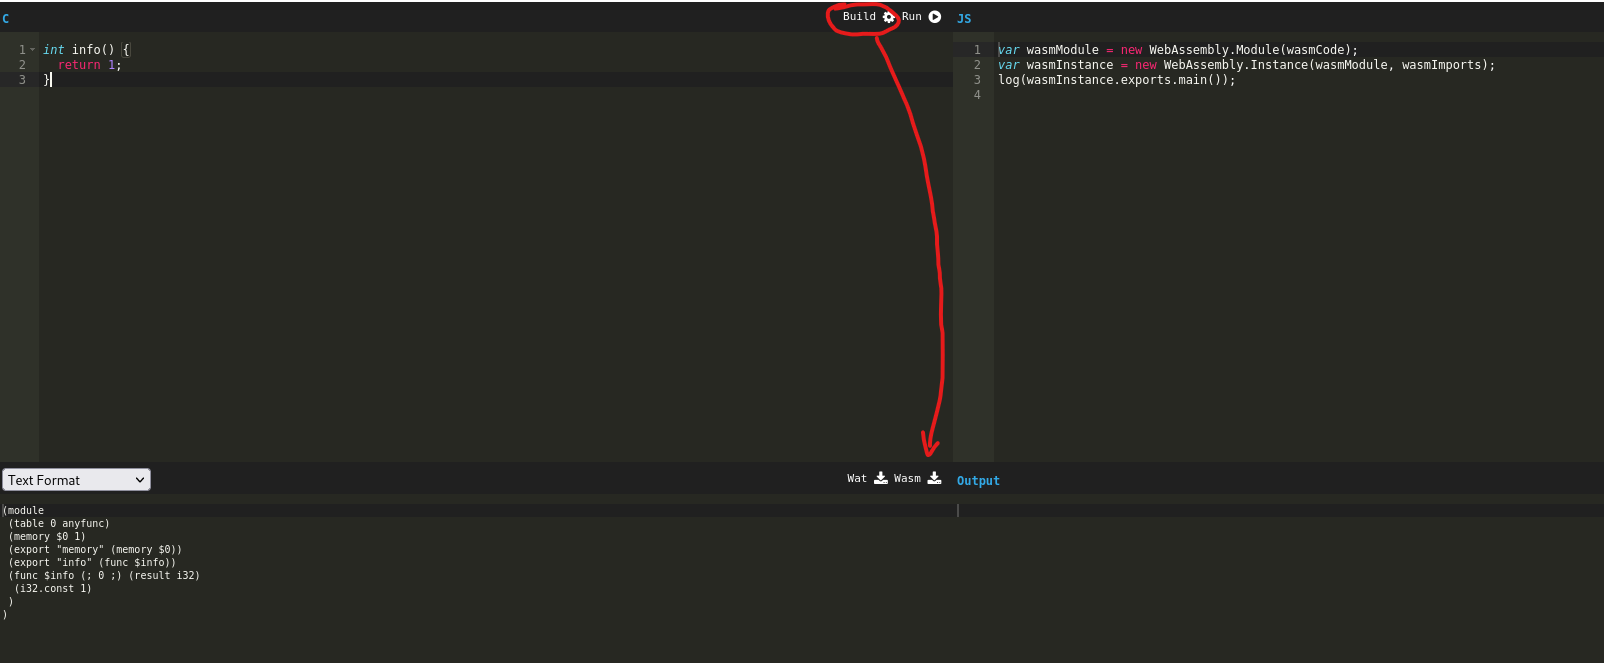 C
Build Run
1 int info() {
2 return 1;
3 }
JS
1 var wasmModule = new WebAssembly.Module(wasmCode);
2 var wasmInstance = new WebAssembly.Instance(wasmModule, wasmImports);
3 log(wasmInstance.exports.main());
4
Text Format
Wat Wasm
(module
(table 0 anyfunc)
(memory $0 1)
(export "memory" (memory $0))
(export "info" (func $info))
(func $info (; 0 ;) (result i32)
(i32.const 1)
)
)
Output